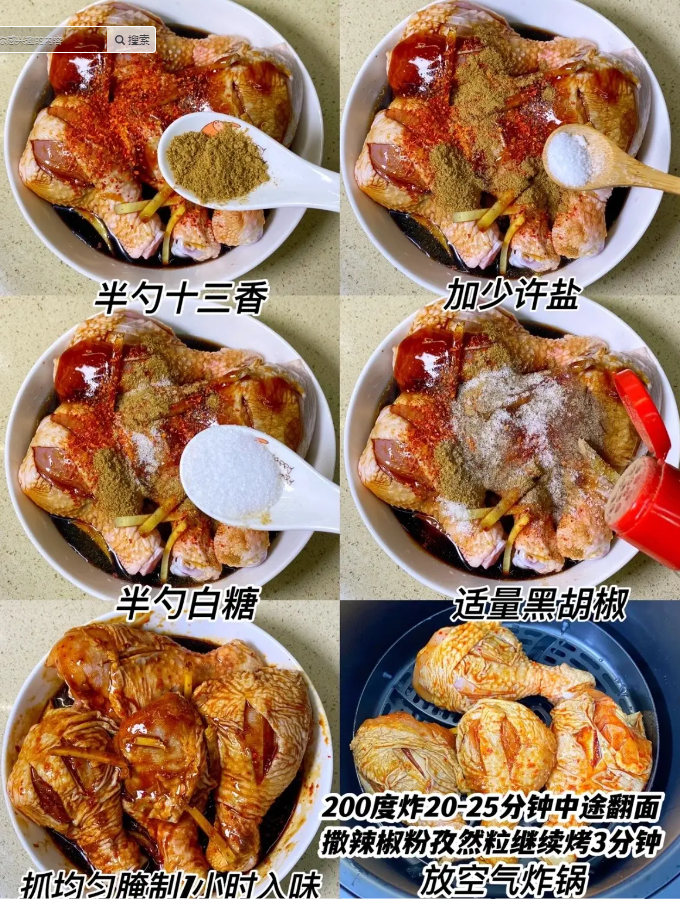 搜索
半勺十三香
加少许盐
半勺白糖
适量黑胡椒
200度炸20-25分钟中途翻面
撒辣椒粉孜然粒继续烤3分钟
抓均匀腌制1小时入味
放空气炸锅